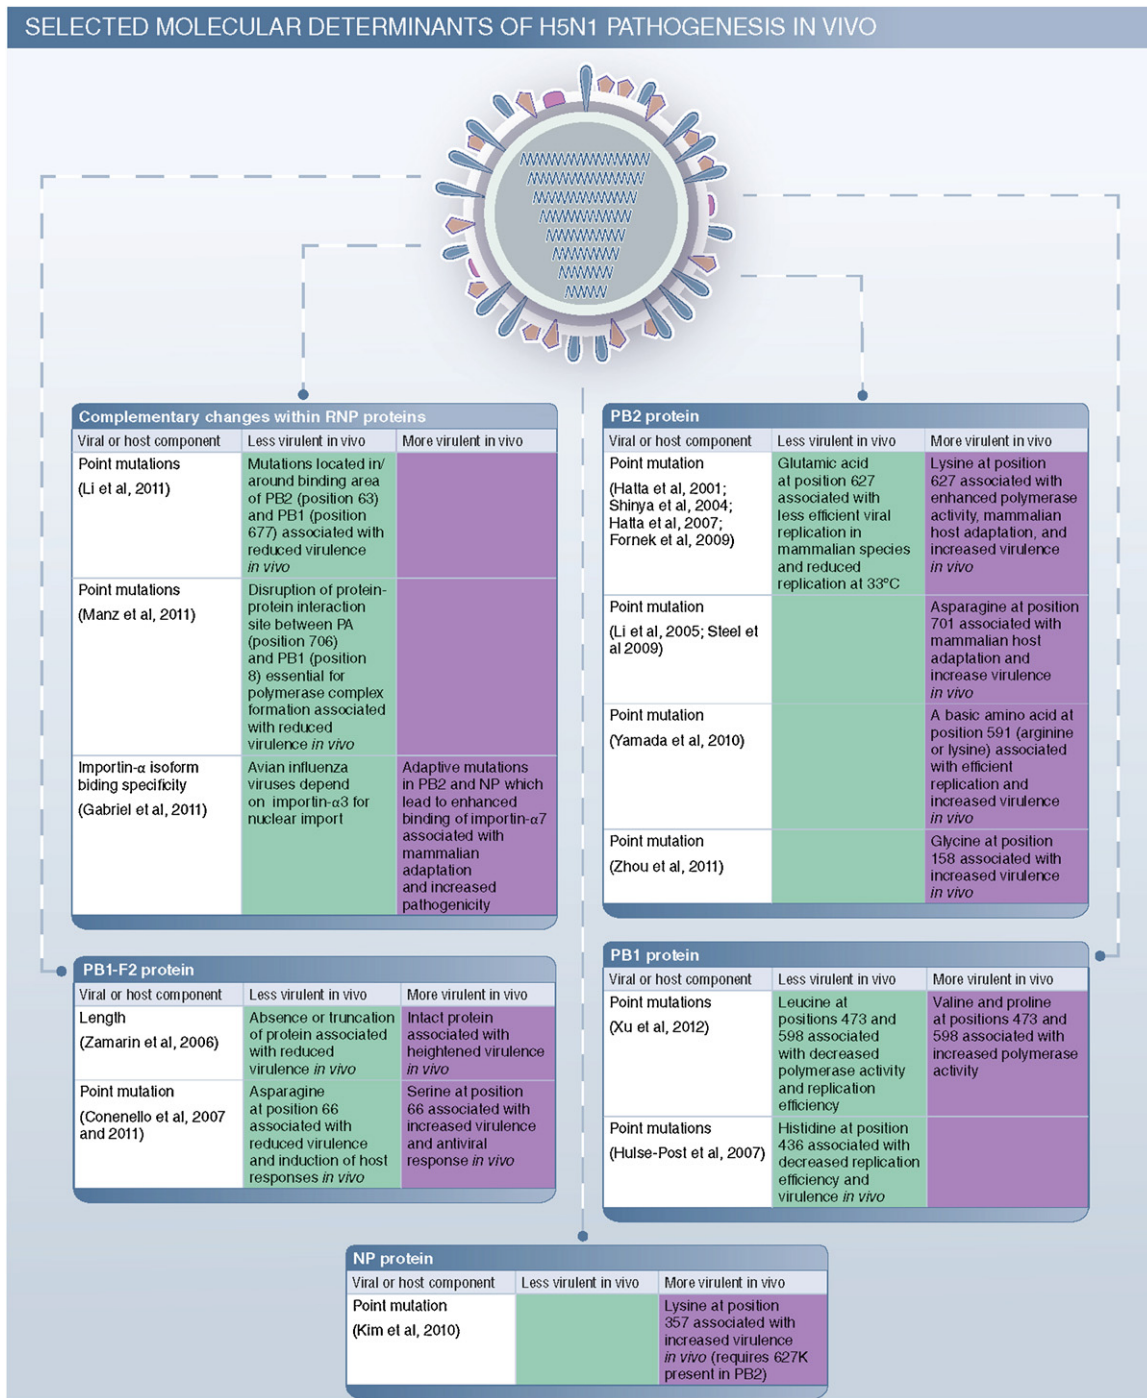 SELECTED MOLECULAR DETERMINANTS OF H5N1 PATHOGENESIS IN VIVO
Complementary changes within RNP proteins
Viral or host component
Less virulent in vivo
More virulent in vivo
Point mutations
(Li et al, 2011)
Mutations located in/
around binding area
of PB2 (position 63)
and PB1 (position
677) associated with
reduced virulence
in vivo
Point mutations
(Manz et al, 2011)
Disruption of protein-
protein interaction
site between PA
(position 706)
and PB1 (position
8) essential for
polymerase complex
formation associated
with reduced
virulence in vivo
Importin-α isoform
biding specificity
(Gabriel et al, 2011)
Avian influenza
viruses depend
on importin-α3 for
nuclear import
Adaptive mutations
in PB2 and NP which
lead to enhanced
binding of importin-α7
associated with
mammalian
adaptation
and increased
pathogenicity
PB2 protein
Viral or host component
Less virulent in vivo
More virulent in vivo
Point mutation
(Hatta et al, 2001;
Shinya et al, 2004;
Hatta et al, 2007;
Fornek et al, 2009)
Glutamic acid
at position 627
associated with
less efficient viral
replication in
mammalian species
and reduced
replication at 33°C
Lysine at position
627 associated with
enhanced polymerase
activity, mammalian
host adaptation, and
increased virulence
in vivo
Point mutation
(Li et al, 2005; Steel et
al 2009)
Asparagine at position
701 associated with
mammalian host
adaptation and
increase virulence
in vivo
Point mutation
(Yamada et al, 2010)
A basic amino acid at
position 591 (arginine
or lysine) associated
with efficient
replication and
increased virulence
in vivo
Point mutation
(Zhou et al, 2011)
Glycine at position
158 associated with
increased virulence
in vivo
PB1-F2 protein
Viral or host component
Less virulent in vivo
More virulent in vivo
Length
(Zamarin et al, 2006)
Absence or truncation
of protein associated
with reduced
virulence in vivo
Intact protein
associated with
heightened virulence
in vivo
Point mutation
(Conenello et al, 2007
and 2011)
Asparagine
at position 66
associated with
reduced virulence
and induction of host
responses in vivo
Serine at position
66 associated with
increased virulence
and antiviral
response in vivo
PB1 protein
Viral or host component
Less virulent in vivo
More virulent in vivo
Point mutations
(Xu et al, 2012)
Leucine at
positions 473 and
598 associated
with decreased
polymerase activity
and replication
efficiency
Valine and proline
at positions 473 and
598 associated with
increased polymerase
activity
Point mutations
(Hulse-Post et al, 2007)
Histidine at position
436 associated with
decreased replication
efficiency and
virulence in vivo
NP protein
Viral or host component
Less virulent in vivo
More virulent in vivo
Point mutation
(Kim et al, 2010)
Lysine at position
357 associated with
increased virulence
in vivo (requires 627K
present in PB2)